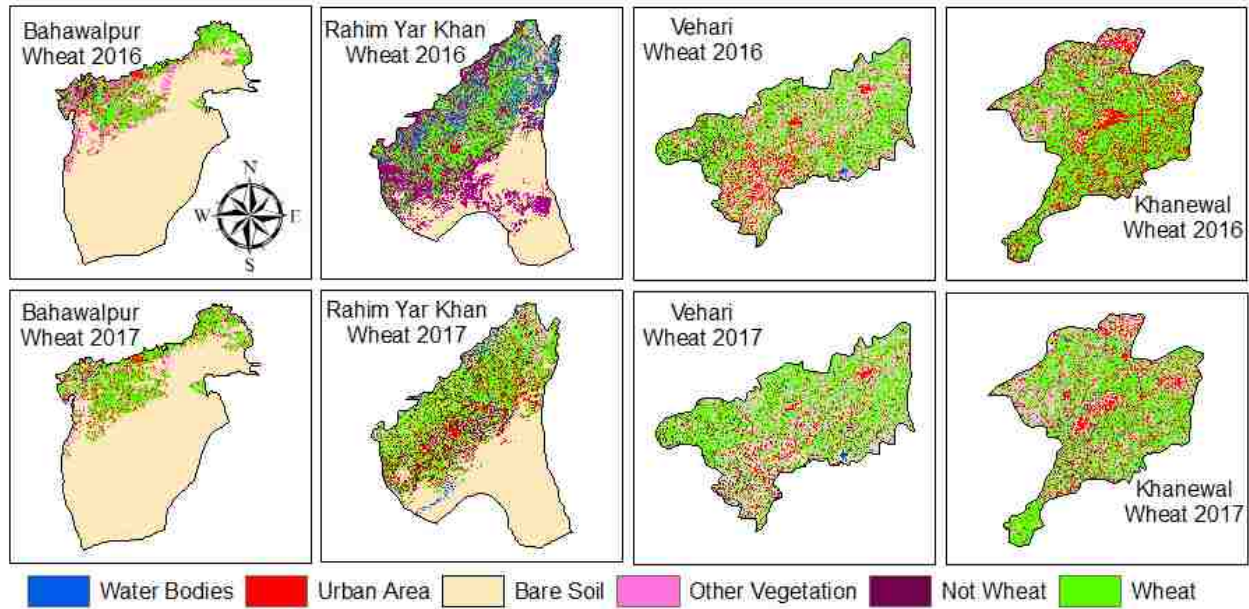 Bahawalpur
Wheat 2016
N
W
E
S
Rahim Yar Khan
Wheat 2016
Vehari
Wheat 2016
Khanewal
Wheat 2016
Bahawalpur
Wheat 2017
Rahim Yar Khan
Wheat 2017
Vehari
Wheat 2017
Khanewal
Wheat 2017
Water Bodies
Urban Area
Bare Soil
Other Vegetation
Not Wheat
Wheat